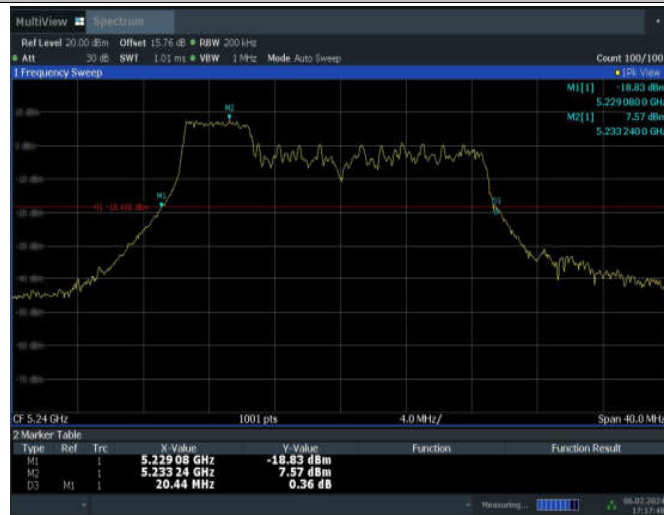 MultiView Spectrum
Ref Level 20.00 dBm Offset 15.76 dB RBW 200 kHz
Att 30 dB SWT 1.01 ms VBW 1 MHz Mode Auto Sweep Count 100/100
1 Frequency Sweep 1Pk View
M1[1] -18.83 dBm
5.229 080 0 GHz
M2[1] 7.57 dBm
5.233 240 0 GHz
M2
M1
D3
CF 5.24 GHz 1001 pts 4.0 MHz/ Span 40.0 MHz
2 Marker Table
Type Ref Trc X-Value Y-Value Function Function Result
M1 1 5.229 08 GHz -18.83 dBm
M2 1 5.233 24 GHz 7.57 dBm
D3 M1 1 20.44 MHz 0.36 dB
Measuring...